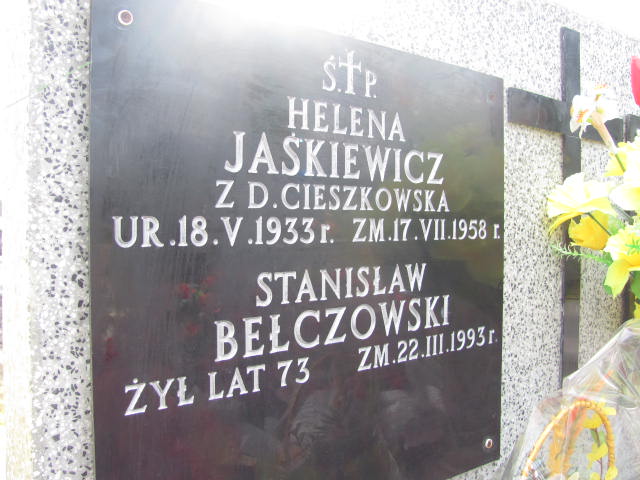 Ś.†P.
HELENA
JAŚKIEWICZ
Z D. CIESZKOWSKA
UR.18.V.1933 r. ZM.17.VII.1958 r.
STANISŁAW
BEŁCZOWSKI
ŻYŁ LAT 73 ZM.22.III.1993 r.